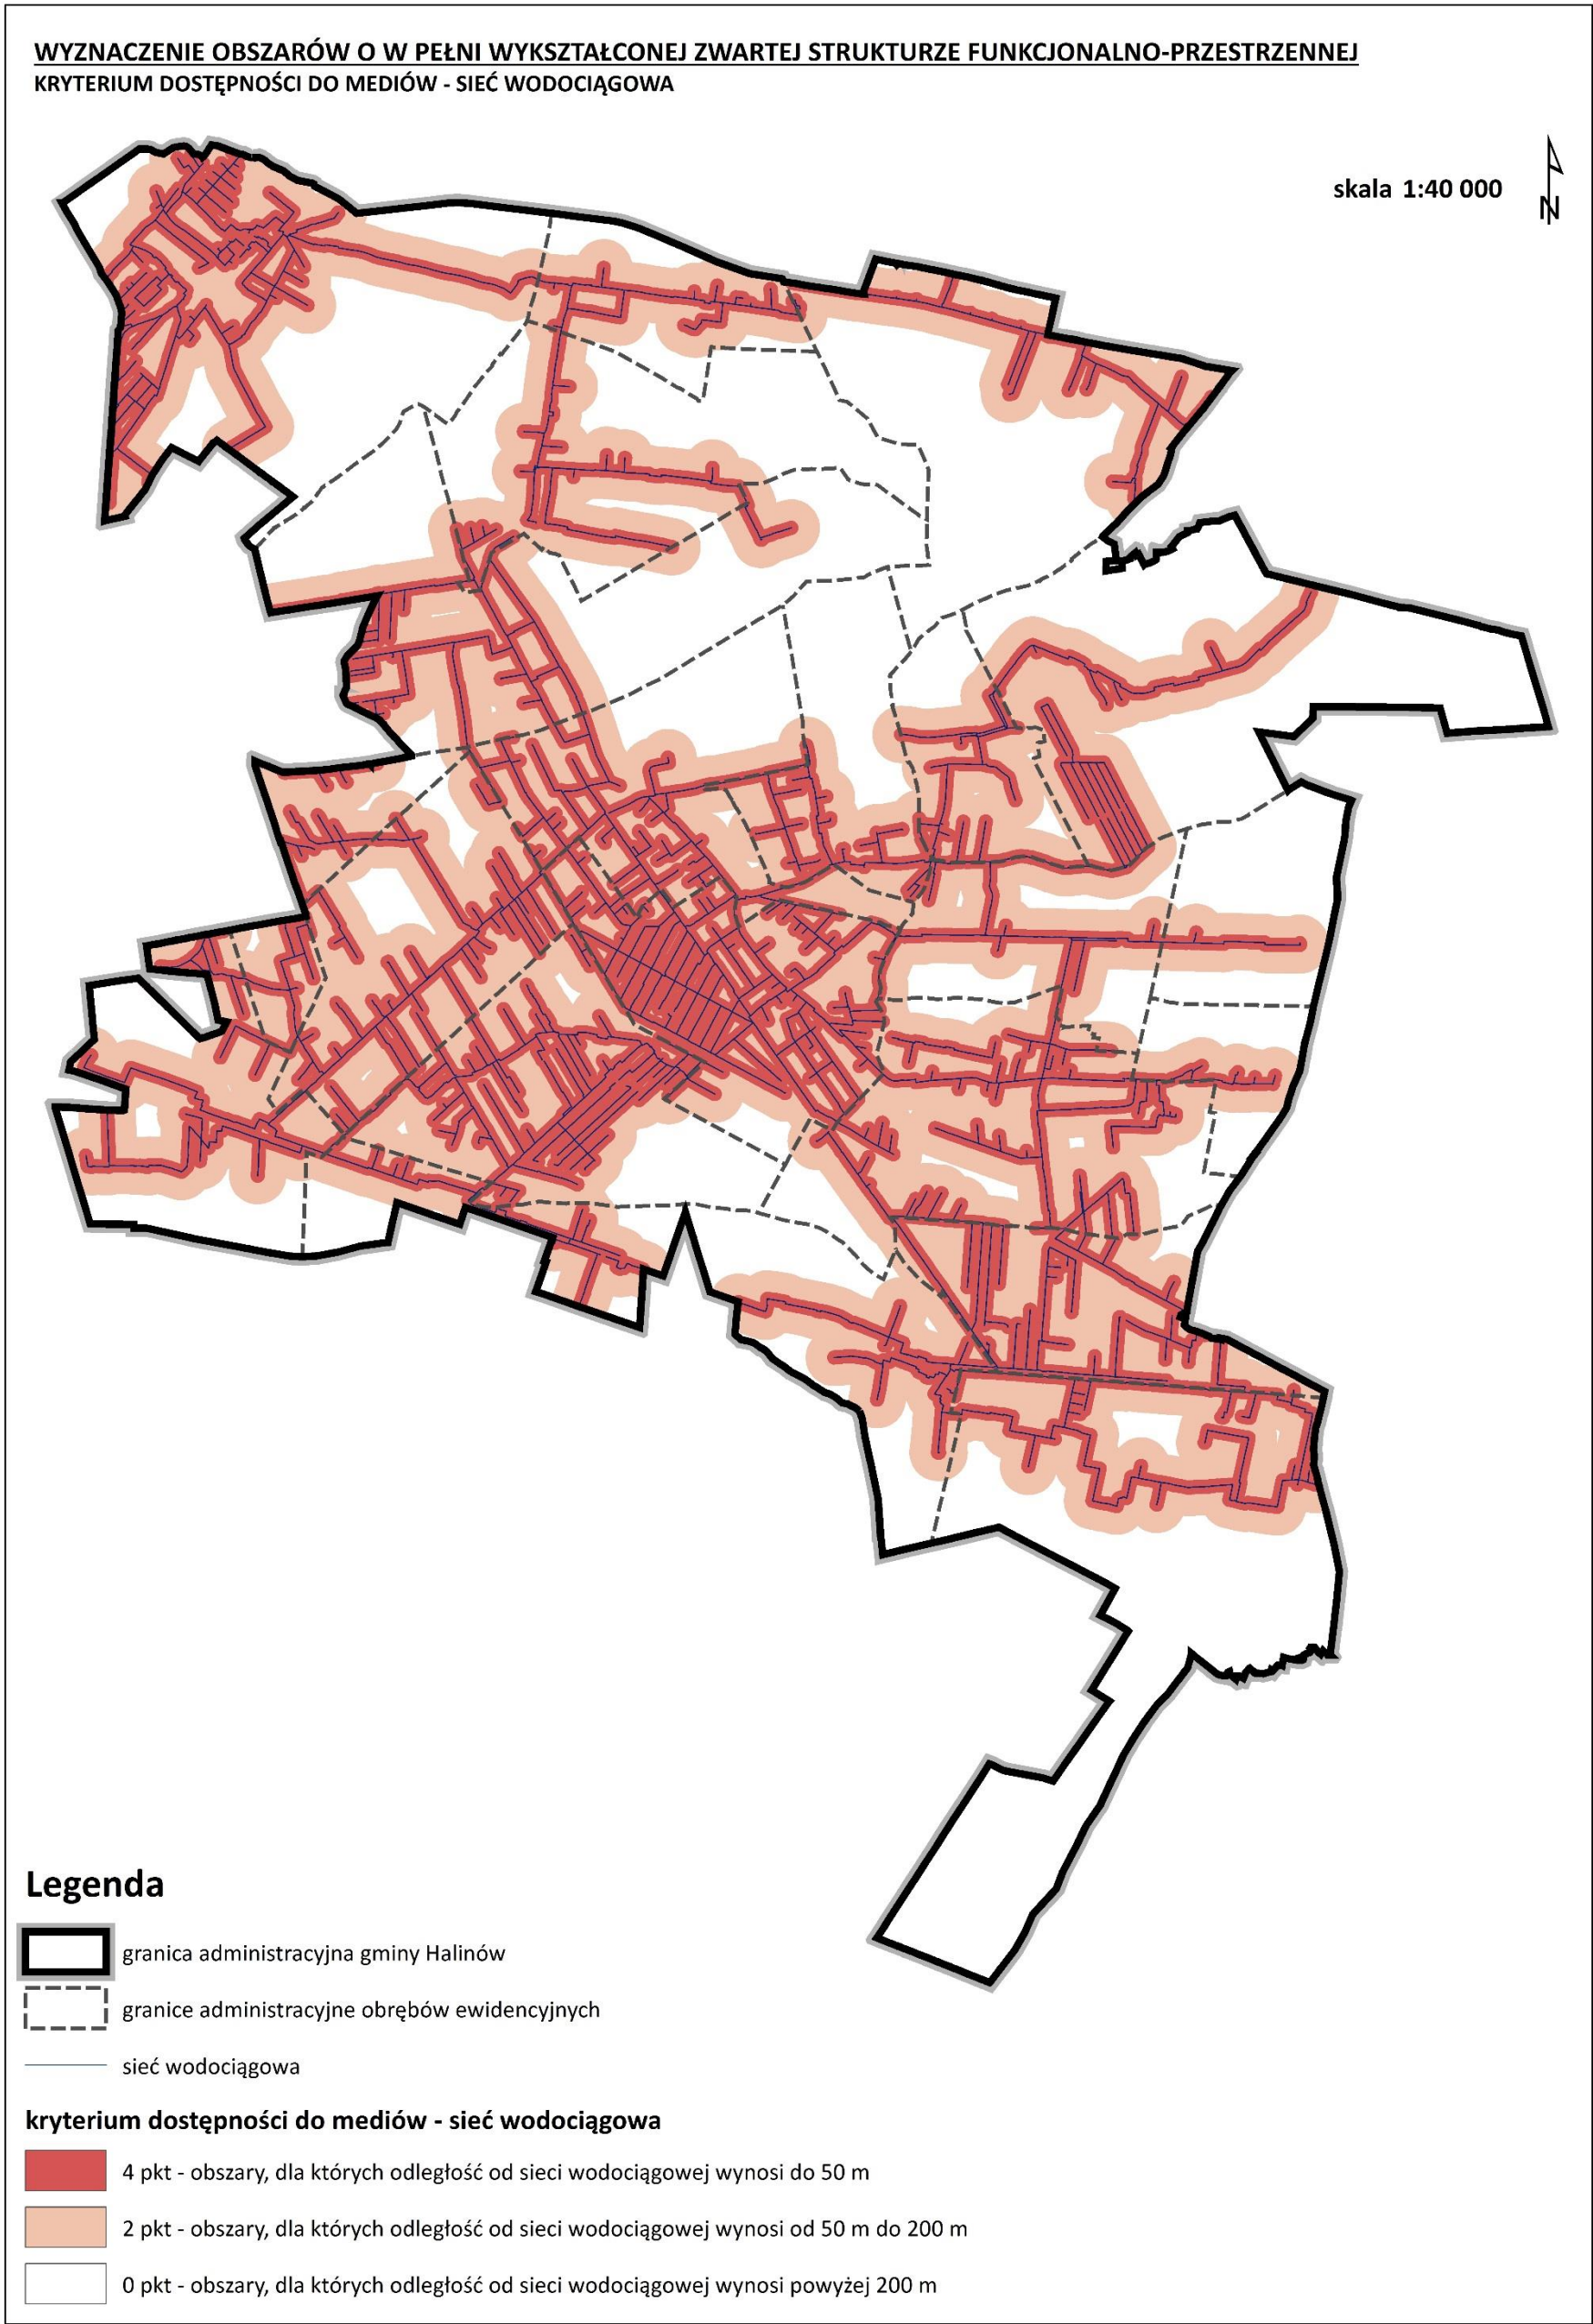 WYZNACZENIE OBSZARÓW O W PEŁNI WYKSZTAŁCONEJ ZWARTEJ STRUKTURZE FUNKCJONALNO-PRZESTRZENNEJ
KRYTERIUM DOSTĘPNOŚCI DO MEDIÓW - SIEĆ WODOCIĄGOWA
skala 1:40 000
N
Legenda
granica administracyjna gminy Halinów
granice administracyjne obrębów ewidencyjnych
sieć wodociągowa
kryterium dostępności do mediów - sieć wodociągowa
4 pkt - obszary, dla których odległość od sieci wodociągowej wynosi do 50 m
2 pkt - obszary, dla których odległość od sieci wodociągowej wynosi od 50 m do 200 m
0 pkt - obszary, dla których odległość od sieci wodociągowej wynosi powyżej 200 m